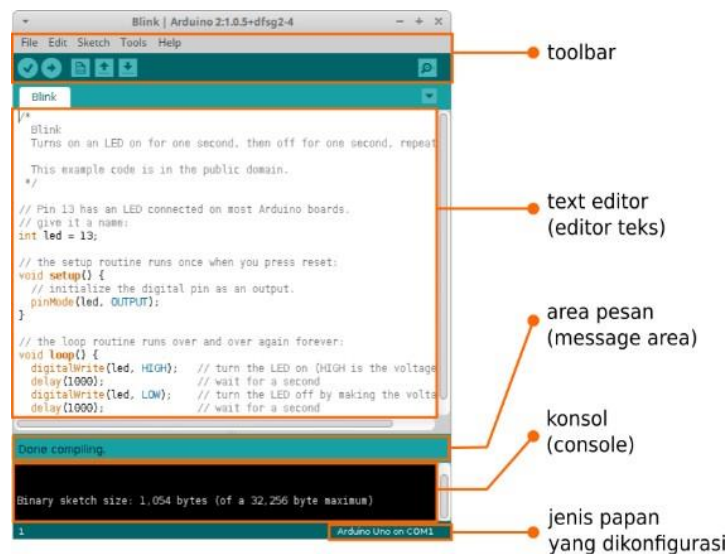 Blink | Arduino 2:1.0.5+dfsg2-4
File Edit Sketch Tools Help
toolbar
Blink
/*
Blink
Turns on an LED on for one second, then off for one second, repeat
This example code is in the public domain.
*/
// Pin 13 has an LED connected on most Arduino boards.
// give it a name:
int led = 13;
// the setup routine runs once when you press reset:
void setup() {
// initialize the digital pin as an output.
pinMode(led, OUTPUT);
}
// the loop routine runs over and over again forever:
void loop() {
digitalWrite(led, HIGH); // turn the LED on (HIGH is the voltage
delay(1000); // wait for a second
digitalWrite(led, LOW); // turn the LED off by making the volta
delay(1000); // wait for a second
text editor
(editor teks)
area pesan
(message area)
Done compiling.
konsol
(console)
Binary sketch size: 1,054 bytes (of a 32,256 byte maximum)
1
Arduino Uno on COM1
jenis papan
yang dikonfigurasi